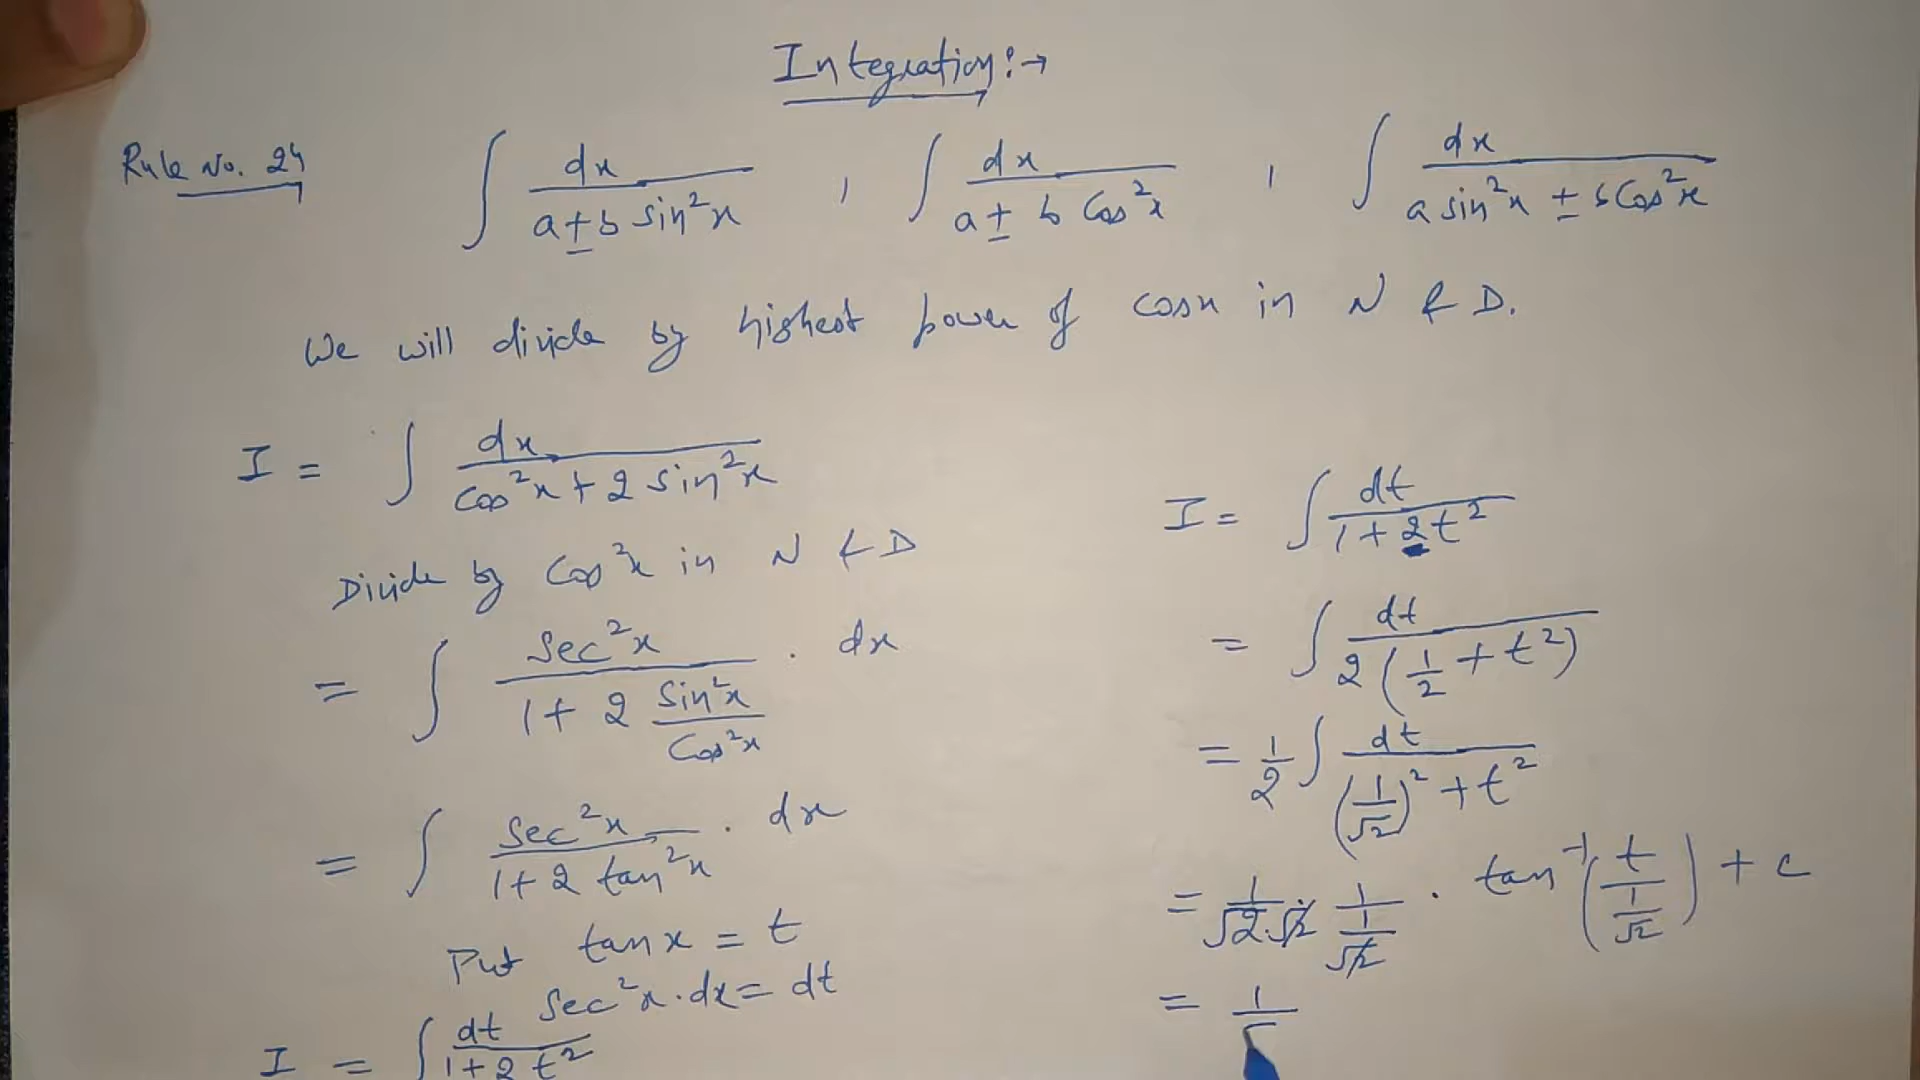 Integration:→
Rule No. 24 ∫ dx / (a ± b sin²x) , ∫ dx / (a ± b cos²x) , ∫ dx / (a sin²x ± b cos²x)
We will divide by highest power of cosx in N & D.
I = ∫ dx / (cos²x + 2 sin²x)
Divide by cos²x in N & D
= ∫ sec²x / (1 + 2 sin²x/cos²x) . dx
= ∫ sec²x / (1 + 2 tan²x) . dx
Put tanx = t
sec²x.dx = dt
I = ∫ dt / (1 + 2t²)
I = ∫ dt / (1 + 2t²)
= ∫ dt / 2(1/2 + t²)
= 1/2 ∫ dt / ((1/√2)² + t²)
= 1/(√2.√2) 1/(1/√2) . tan⁻¹(t/(1/√2)) + c
= 1/√